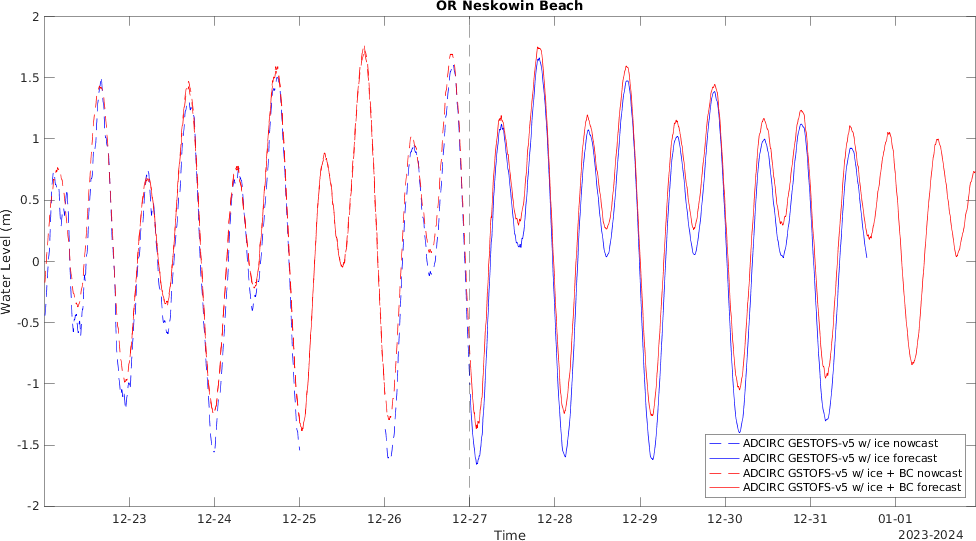 OR Neskowin Beach
2
1.5
1
0.5
0
-0.5
-1
-1.5
-2
Water Level (m)
ADCIRC GESTOFS-v5 w/ ice nowcast
ADCIRC GESTOFS-v5 w/ ice forecast
ADCIRC GSTOFS-v5 w/ ice + BC nowcast
ADCIRC GSTOFS-v5 w/ ice + BC forecast
12-23 12-24 12-25 12-26 12-27 12-28 12-29 12-30 12-31 01-01
Time
2023-2024